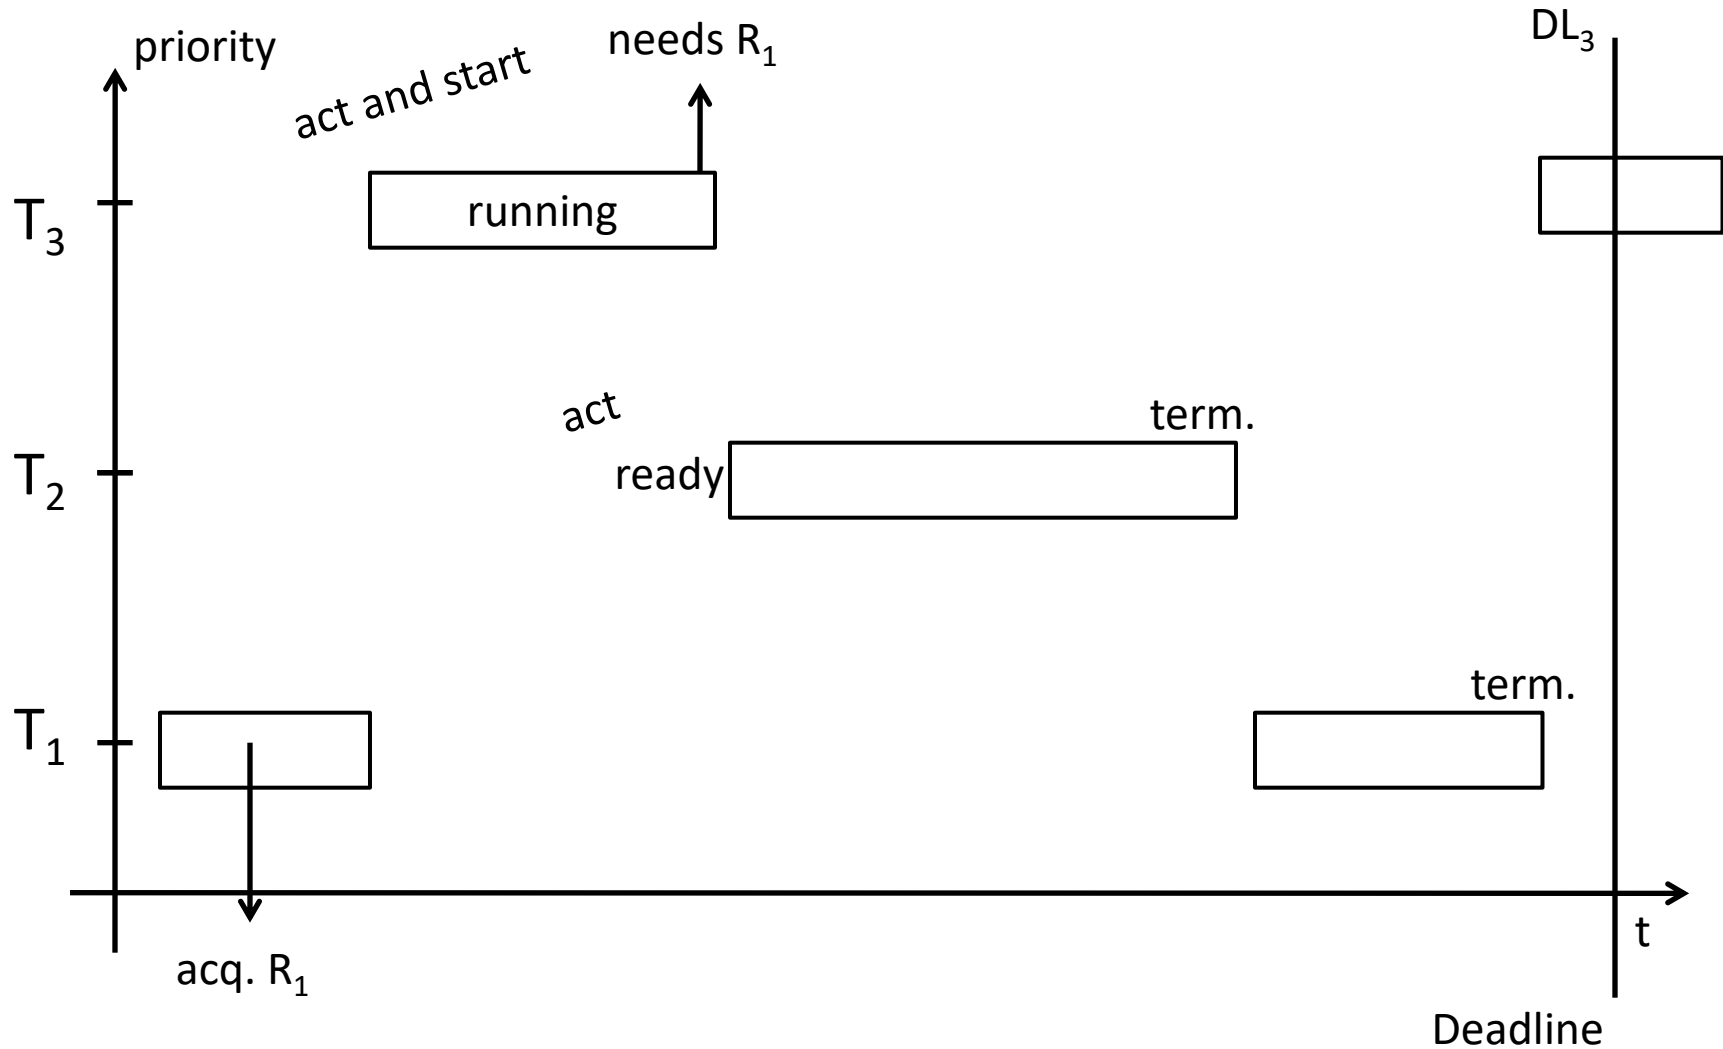 priority
act and start
needs R₁
DL₃
T₃
running
act
term.
T₂
ready
term.
T₁
t
acq. R₁
Deadline